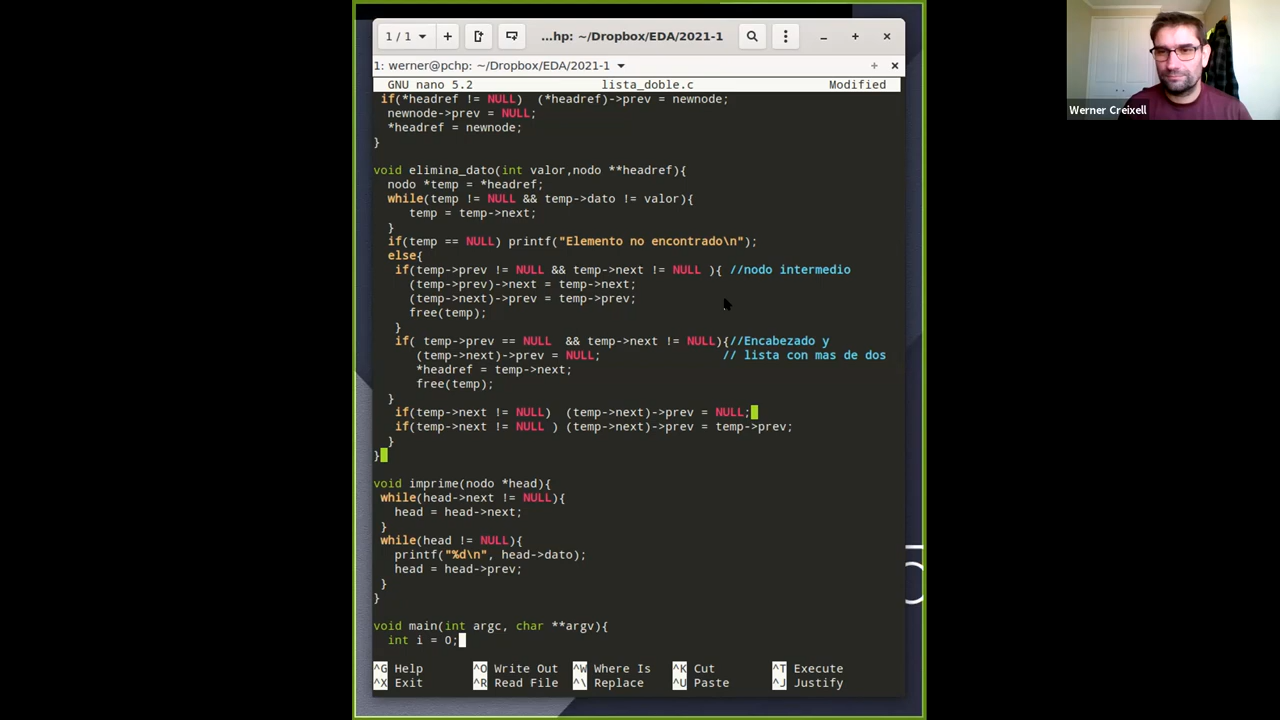 1 / 1
...hp: ~/Dropbox/EDA/2021-1
1: werner@pchp: ~/Dropbox/EDA/2021-1
GNU nano 5.2 lista_doble.c Modified
if(*headref != NULL) (*headref)->prev = newnode;
newnode->prev = NULL;
*headref = newnode;
}
void elimina_dato(int valor,nodo **headref){
nodo *temp = *headref;
while(temp != NULL && temp->dato != valor){
temp = temp->next;
}
if(temp == NULL) printf("Elemento no encontrado\n");
else{
if(temp->prev != NULL && temp->next != NULL ){ //nodo intermedio
(temp->prev)->next = temp->next;
(temp->next)->prev = temp->prev;
free(temp);
}
if( temp->prev == NULL && temp->next != NULL){//Encabezado y
(temp->next)->prev = NULL; // lista con mas de dos
*headref = temp->next;
free(temp);
}
if(temp->next != NULL) (temp->next)->prev = NULL;
if(temp->next != NULL ) (temp->next)->prev = temp->prev;
}
}
void imprime(nodo *head){
while(head->next != NULL){
head = head->next;
}
while(head != NULL){
printf("%d\n", head->dato);
head = head->prev;
}
}
void main(int argc, char **argv){
int i = 0;
^G Help ^O Write Out ^W Where Is ^K Cut ^T Execute
^X Exit ^R Read File ^\ Replace ^U Paste ^J Justify
Werner Creixell